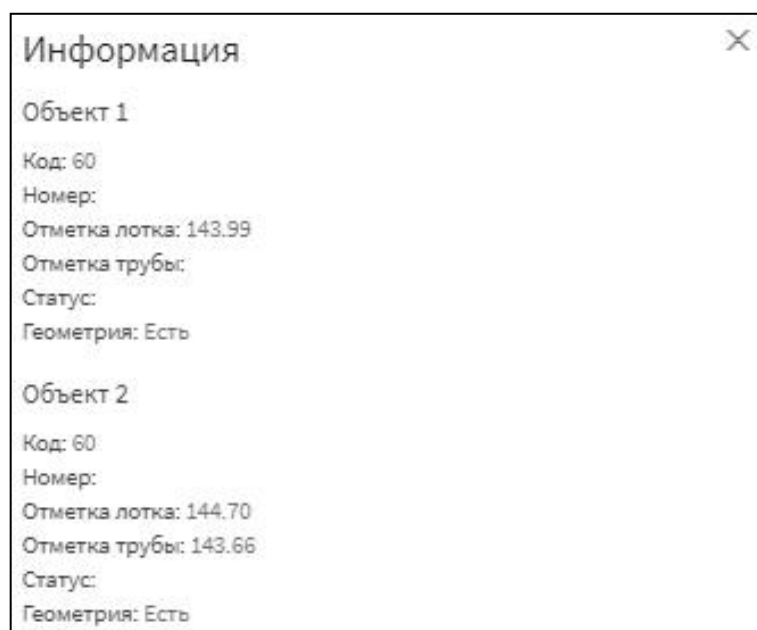 Информация
Объект 1
Код: 60
Номер:
Отметка лотка: 143.99
Отметка трубы:
Статус:
Геометрия: Есть
Объект 2
Код: 60
Номер:
Отметка лотка: 144.70
Отметка трубы: 143.66
Статус:
Геометрия: Есть